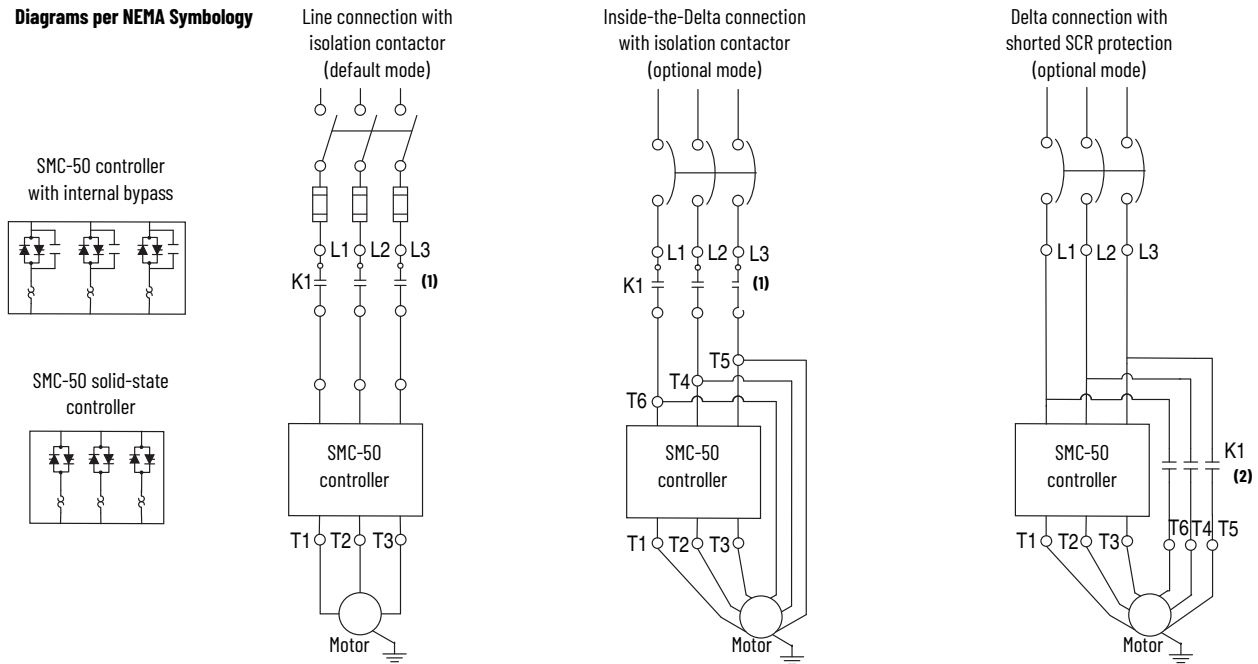 Diagrams per NEMA Symbology
Line connection with
isolation contactor
(default mode)
Inside-the-Delta connection
with isolation contactor
(optional mode)
Delta connection with
shorted SCR protection
(optional mode)
SMC-50 controller
with internal bypass
SMC-50 solid-state
controller
L1 L2 L3
K1 (1)
SMC-50
controller
T1 T2 T3
Motor
L1 L2 L3
K1 (1)
T5
T4
T6
SMC-50
controller
T1 T2 T3
Motor
L1 L2 L3
SMC-50
controller
K1
(2)
T6 T4 T5
T1 T2 T3
Motor